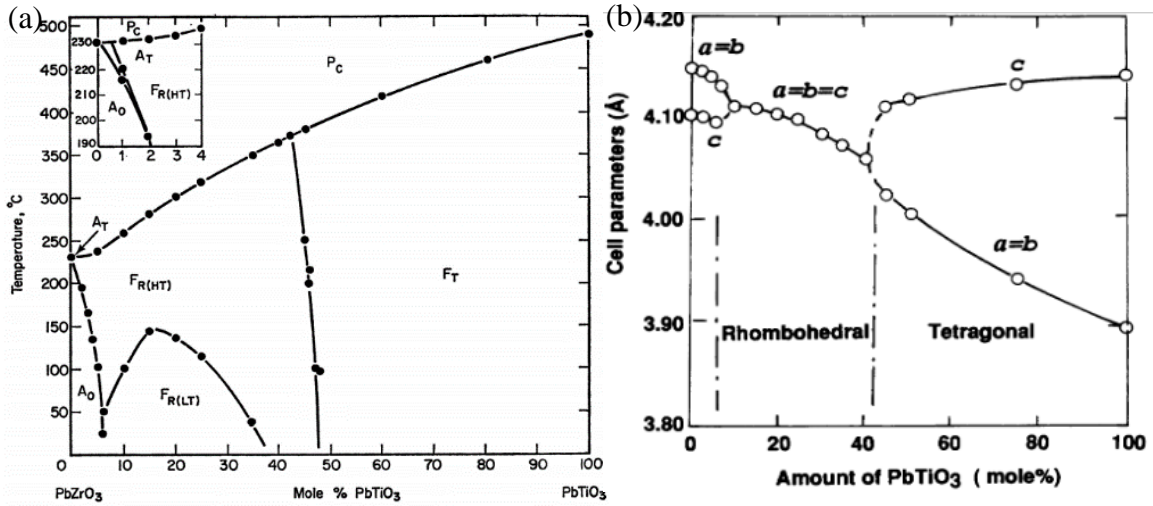 (a)
500
450
400
350
300
250
200
150
100
50
0
Temperature, °C
230
220
210
200
190
0 1 2 3 4
P_C
A_T
F_R(HT)
A_O
P_C
A_T
F_R(HT)
F_T
A_O
F_R(LT)
10 20 30 40 50 60 70 80 90 100
PbZrO₃
Mole % PbTiO₃
PbTiO₃
(b)
4.20
4.10
4.00
3.90
3.80
Cell parameters (Å)
a=b
c
a=b=c
c
a=b
Rhombohedral
Tetragonal
0 20 40 60 80 100
Amount of PbTiO₃ ( mole%)